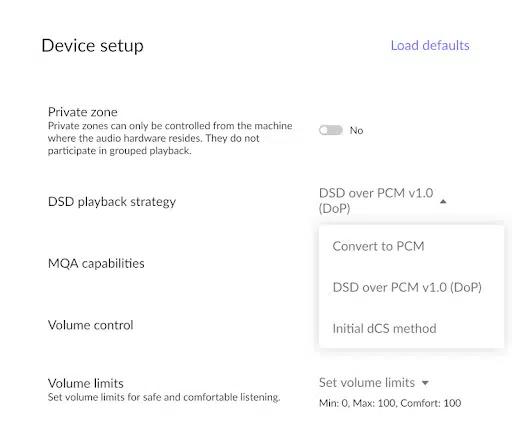 Device setup
Load defaults
Private zone
Private zones can only be controlled from the machine
where the audio hardware resides. They do not
participate in grouped playback.
No
DSD playback strategy
DSD over PCM v1.0
(DoP)
Convert to PCM
DSD over PCM v1.0 (DoP)
Initial dCS method
MQA capabilities
Volume control
Volume limits
Set volume limits for safe and comfortable listening.
Set volume limits
Min: 0, Max: 100, Comfort: 100